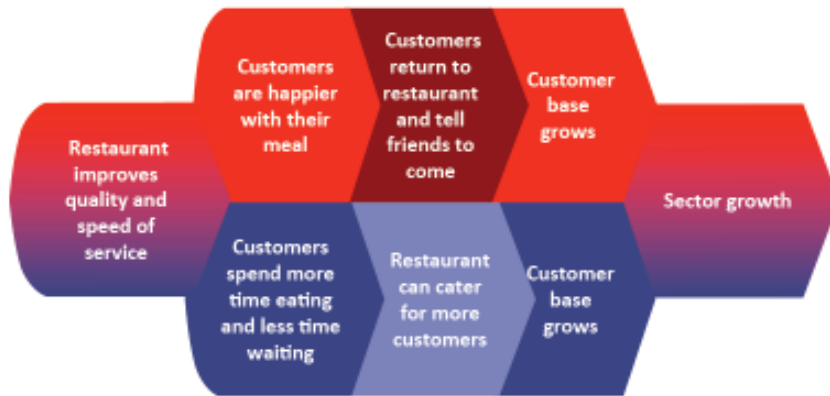 Restaurant
improves
quality and
speed of
service
Customers
are happier
with their
meal
Customers
return to
restaurant
and tell
friends to
come
Customer
base
grows
Customers
spend more
time eating
and less time
waiting
Restaurant
can cater
for more
customers
Customer
base
grows
Sector growth